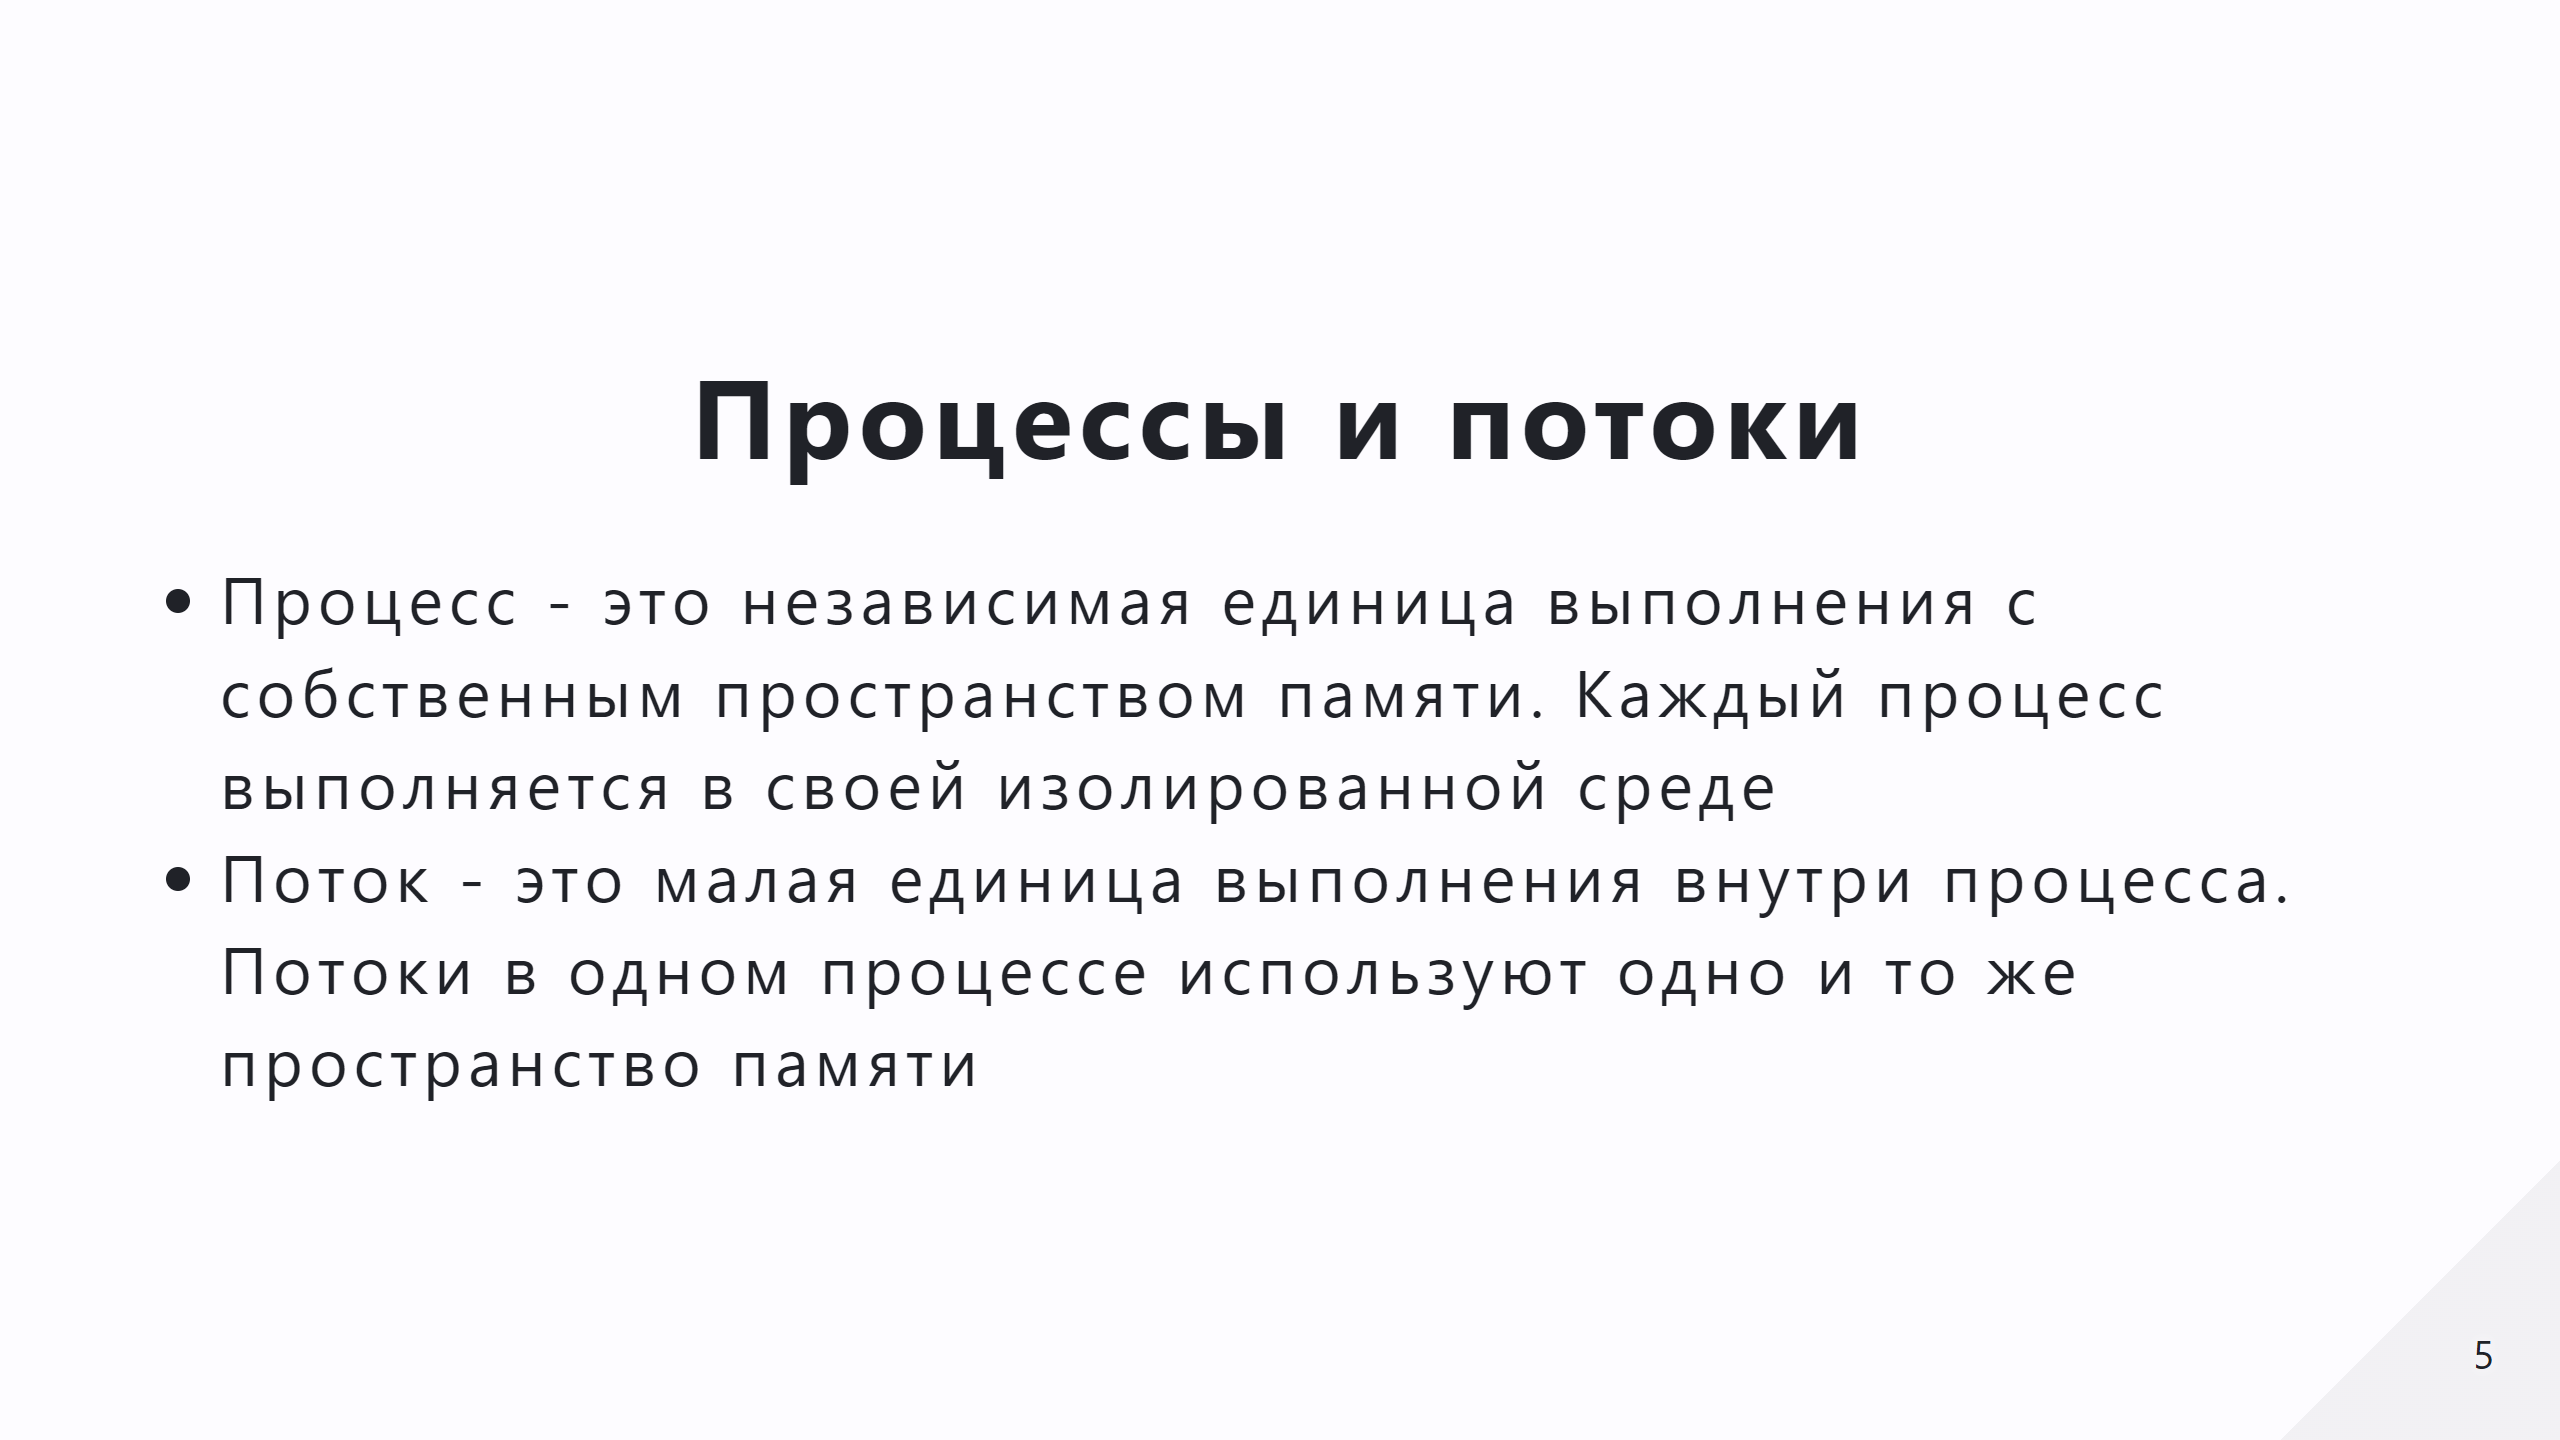 Процессы и потоки
• Процесс - это независимая единица выполнения с
собственным пространством памяти. Каждый процесс
выполняется в своей изолированной среде
• Поток - это малая единица выполнения внутри процесса.
Потоки в одном процессе используют одно и то же
пространство памяти
5